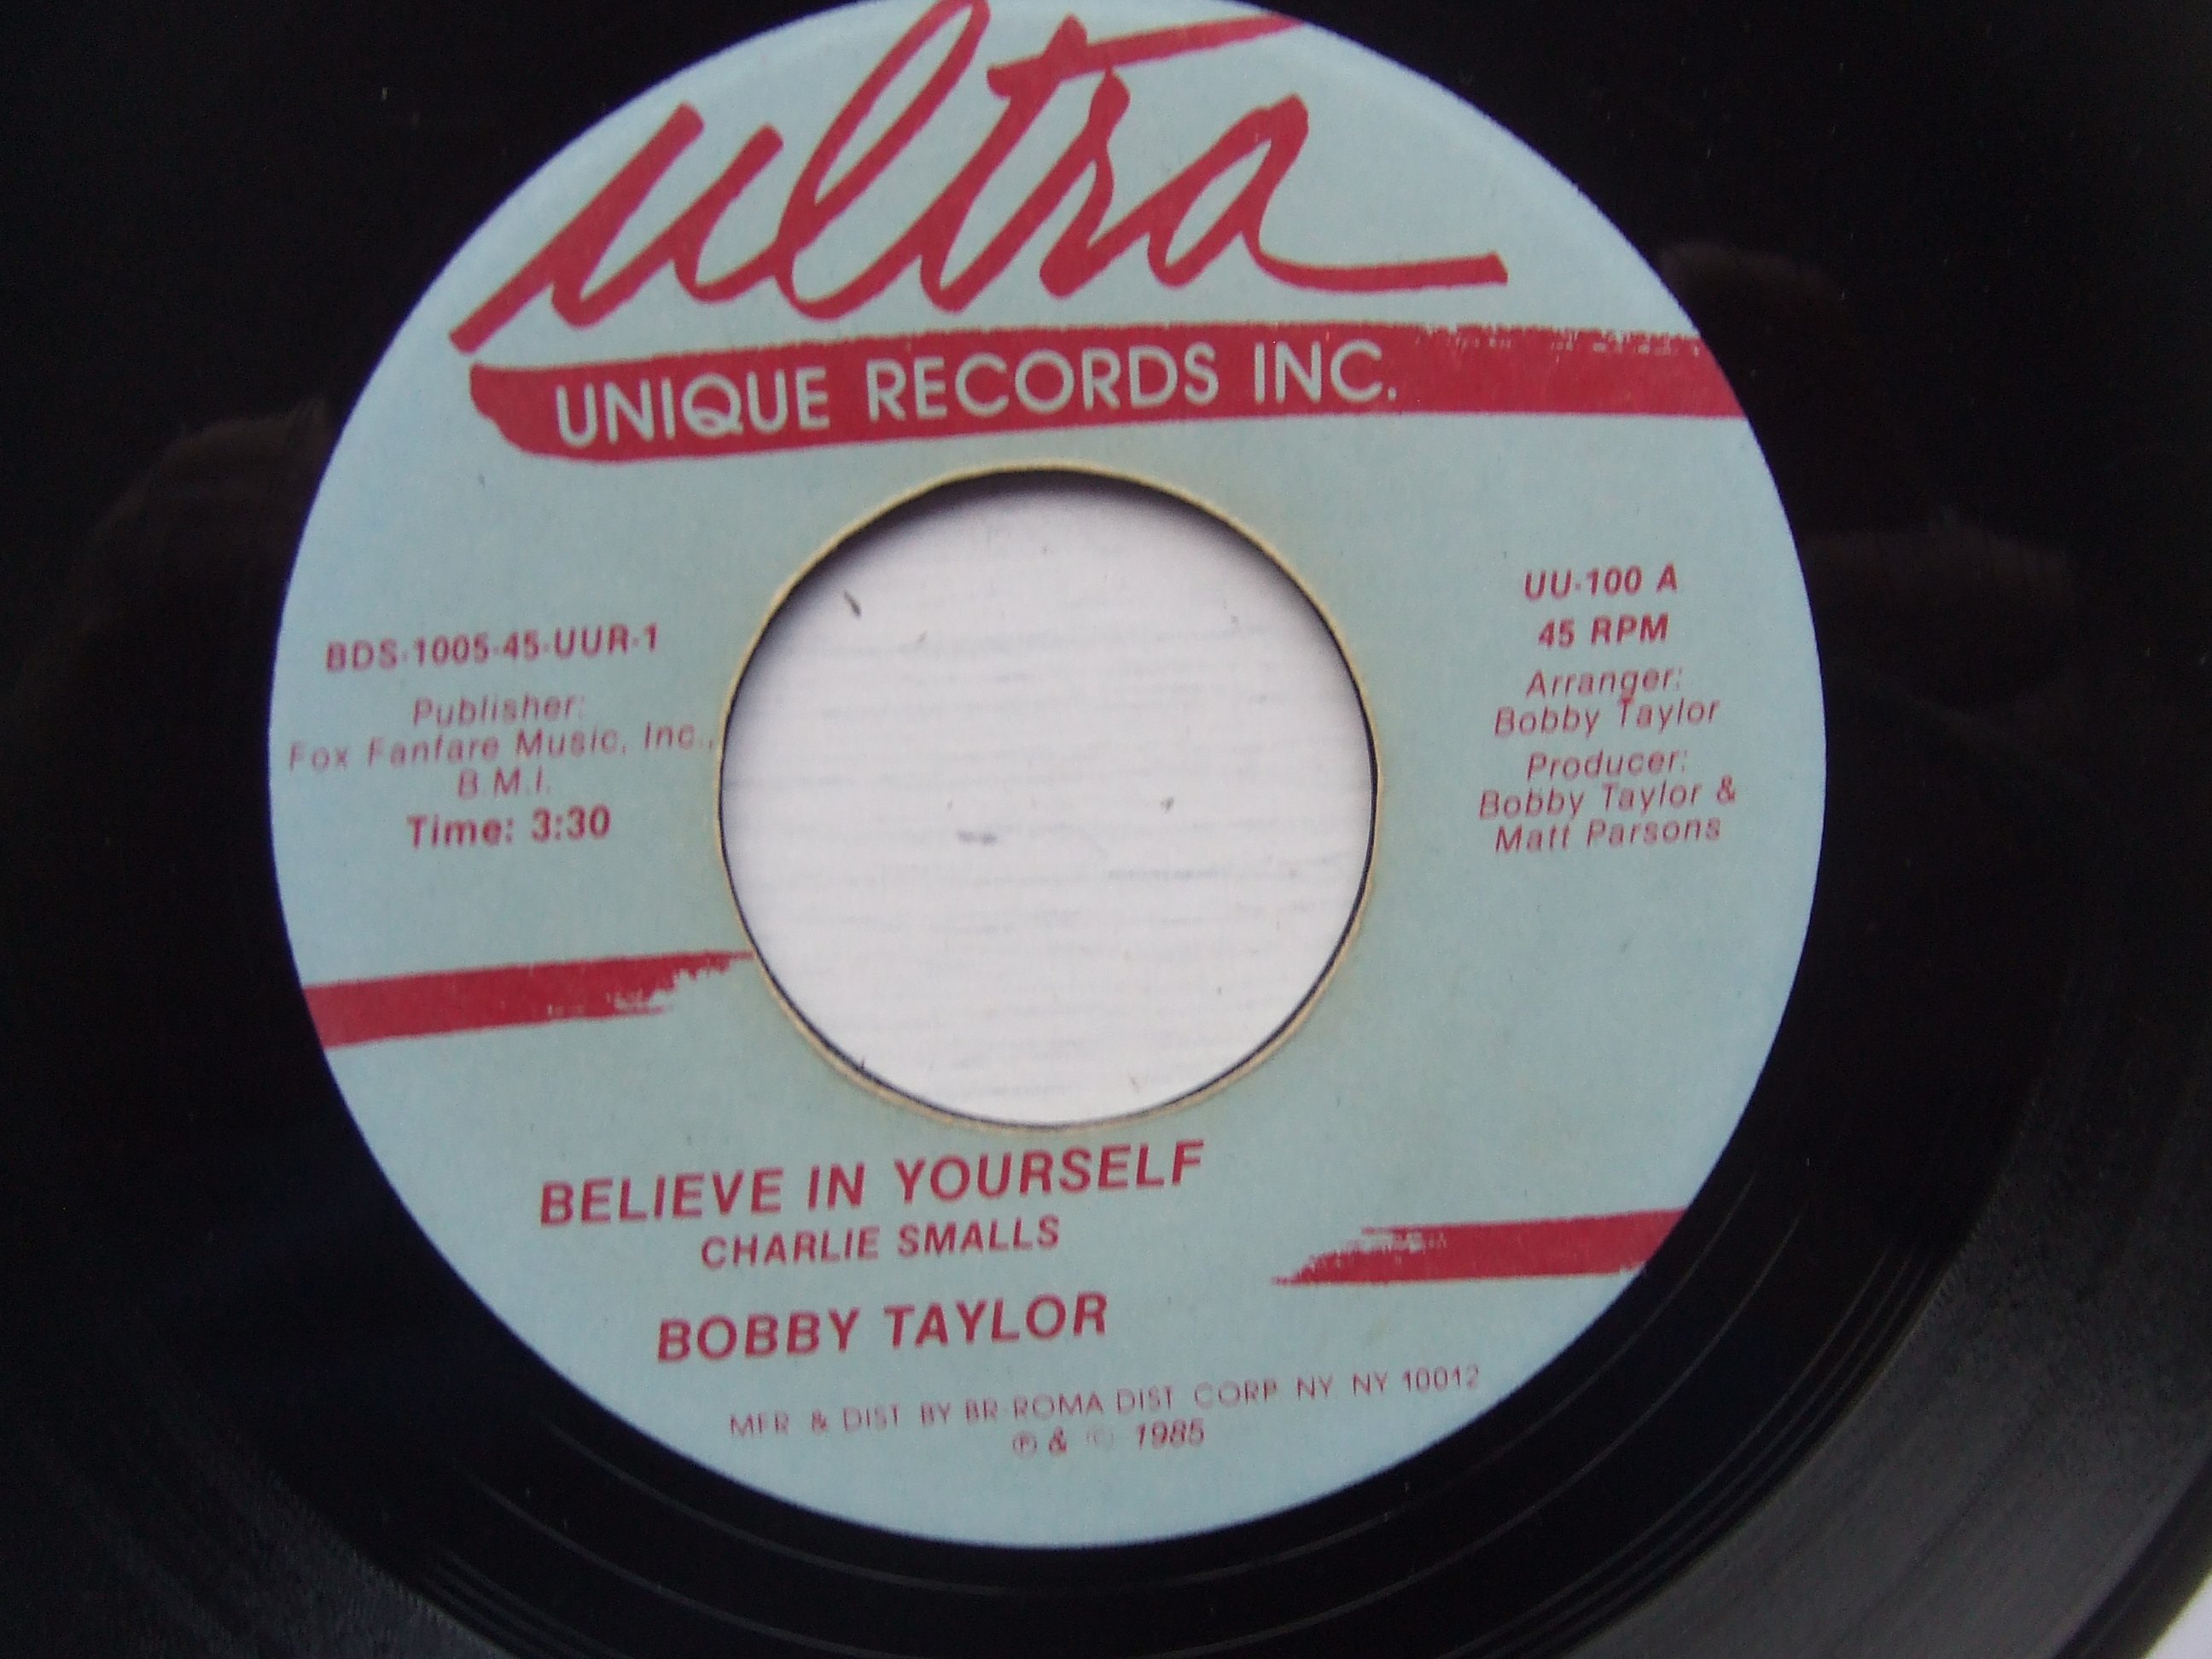 ultra
UNIQUE RECORDS INC.
BDS-1005-45-UUR-1
Publisher:
Fox Fanfare Music, Inc.,
B.M.I.
Time: 3:30
UU-100 A
45 RPM
Arranger:
Bobby Taylor
Producer:
Bobby Taylor &
Matt Parsons
BELIEVE IN YOURSELF
CHARLIE SMALLS
BOBBY TAYLOR
MFR & DIST BY BR-ROMA DIST CORP NY NY 10012
℗ & © 1985